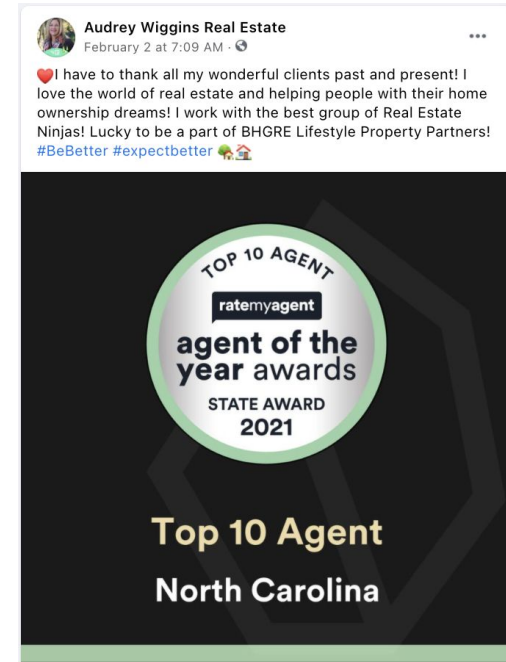 Audrey Wiggins Real Estate
February 2 at 7:09 AM ·
❤️I have to thank all my wonderful clients past and present! I
love the world of real estate and helping people with their home
ownership dreams! I work with the best group of Real Estate
Ninjas! Lucky to be a part of BHGRE Lifestyle Property Partners!
#BeBetter #expectbetter 🏡🏠
TOP 10 AGENT
ratemyagent
agent of the
year awards
STATE AWARD
2021
Top 10 Agent
North Carolina